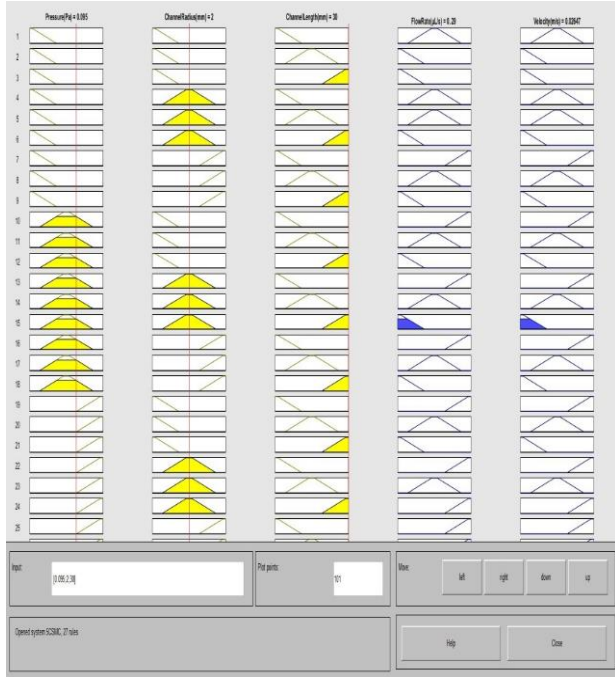 Pressure(Pa) = 0.095
ChannelRadius(mm) = 2
ChannelLength(mm) = 30
FlowRate(µL/s) = 0.29
Velocity(m/s) = 0.02647
1
2
3
4
5
6
7
8
9
10
11
12
13
14
15
16
17
18
19
20
21
22
23
24
25
Input:
[0.095;2;30]
Plot points:
101
Move:
left
right
down
up
Opened system SCSMC, 27 rules
Help
Close